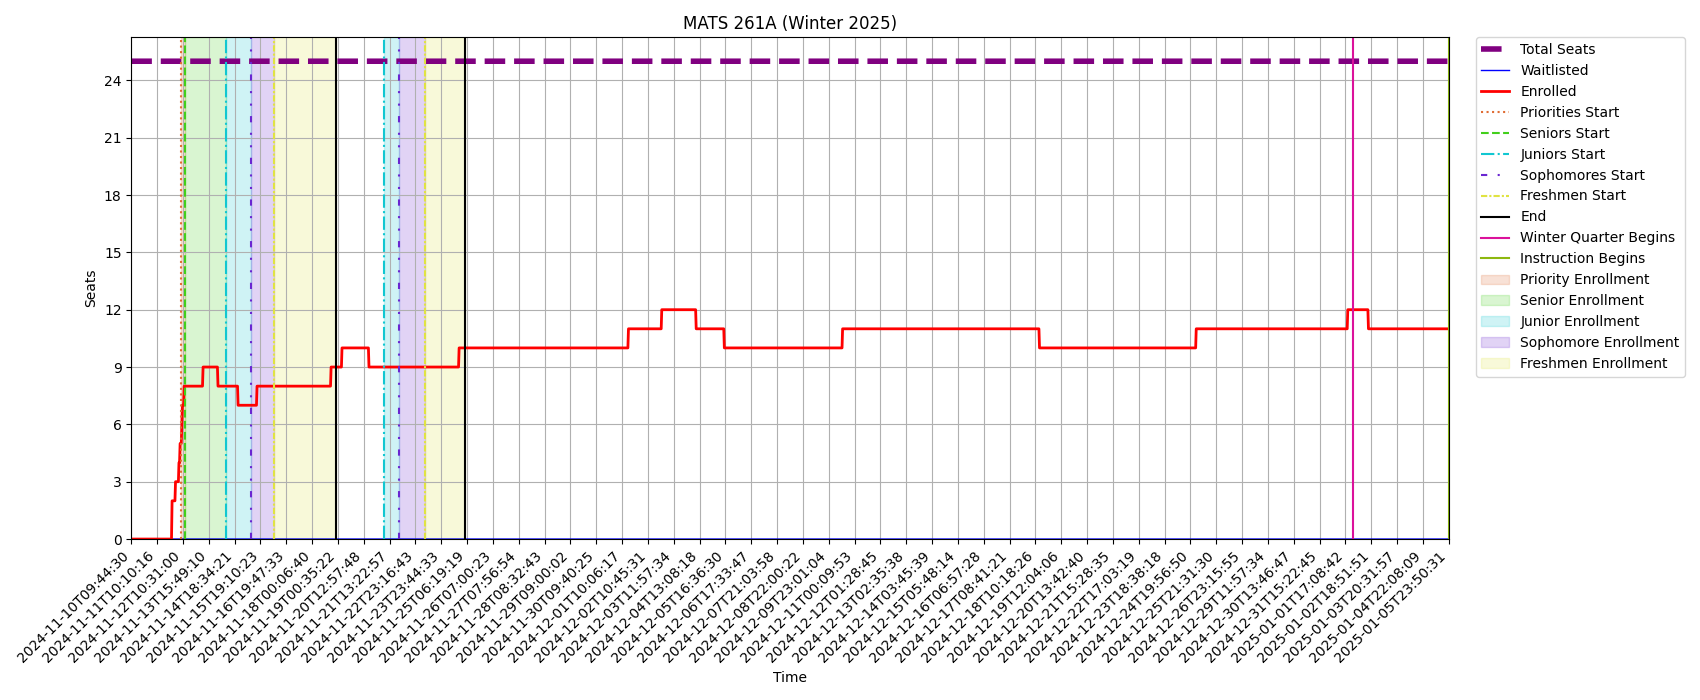 MATS 261A (Winter 2025)
Seats
24
21
18
15
12
9
6
3
0
2024-11-10T09:44:30
2024-11-11T10:10:16
2024-11-12T10:31:00
2024-11-13T15:49:10
2024-11-14T18:34:21
2024-11-15T19:10:23
2024-11-16T19:47:33
2024-11-18T00:06:40
2024-11-19T00:35:22
2024-11-20T12:57:48
2024-11-21T13:22:57
2024-11-22T23:16:43
2024-11-23T23:44:33
2024-11-25T06:19:19
2024-11-26T07:00:23
2024-11-27T07:56:54
2024-11-28T08:32:43
2024-11-29T09:00:02
2024-11-30T09:40:25
2024-12-01T10:06:17
2024-12-02T10:45:31
2024-12-03T11:57:34
2024-12-04T13:08:18
2024-12-05T16:36:30
2024-12-06T17:33:47
2024-12-07T21:03:58
2024-12-08T22:00:22
2024-12-09T23:01:04
2024-12-11T00:09:53
2024-12-12T01:28:45
2024-12-13T02:35:38
2024-12-14T03:45:39
2024-12-15T05:48:14
2024-12-16T06:57:28
2024-12-17T08:41:21
2024-12-18T10:18:26
2024-12-19T12:04:06
2024-12-20T13:42:40
2024-12-21T15:28:35
2024-12-22T17:03:19
2024-12-23T18:38:18
2024-12-24T19:56:50
2024-12-25T21:31:30
2024-12-26T23:15:55
2024-12-29T11:57:34
2024-12-30T13:46:47
2024-12-31T15:22:45
2025-01-01T17:08:42
2025-01-02T18:51:51
2025-01-03T20:31:57
2025-01-04T22:08:09
2025-01-05T23:50:31
Time
Total Seats
Waitlisted
Enrolled
Priorities Start
Seniors Start
Juniors Start
Sophomores Start
Freshmen Start
End
Winter Quarter Begins
Instruction Begins
Priority Enrollment
Senior Enrollment
Junior Enrollment
Sophomore Enrollment
Freshmen Enrollment